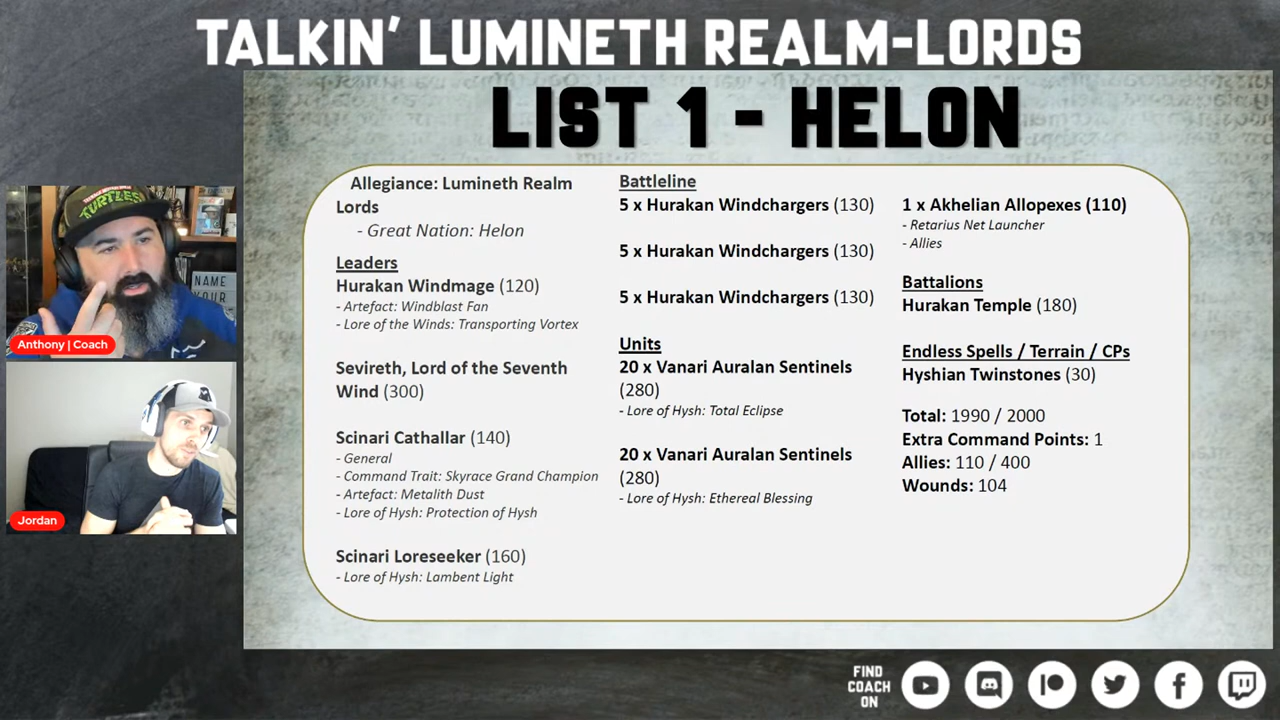 TALKIN' LUMINETH REALM-LORDS
LIST 1 - HELON
Allegiance: Lumineth Realm
Lords
- Great Nation: Helon
Leaders
Hurakan Windmage (120)
- Artefact: Windblast Fan
- Lore of the Winds: Transporting Vortex
Sevireth, Lord of the Seventh
Wind (300)
Scinari Cathallar (140)
- General
- Command Trait: Skyrace Grand Champion
- Artefact: Metalith Dust
- Lore of Hysh: Protection of Hysh
Scinari Loreseeker (160)
- Lore of Hysh: Lambent Light
Battleline
5 x Hurakan Windchargers (130)
5 x Hurakan Windchargers (130)
5 x Hurakan Windchargers (130)
Units
20 x Vanari Auralan Sentinels
(280)
- Lore of Hysh: Total Eclipse
20 x Vanari Auralan Sentinels
(280)
- Lore of Hysh: Ethereal Blessing
1 x Akhelian Allopexes (110)
- Retarius Net Launcher
- Allies
Battalions
Hurakan Temple (180)
Endless Spells / Terrain / CPs
Hyshian Twinstones (30)
Total: 1990 / 2000
Extra Command Points: 1
Allies: 110 / 400
Wounds: 104
TURTLES
NAME
YOUR
Anthony | Coach
Jordan
FIND
COACH
ON